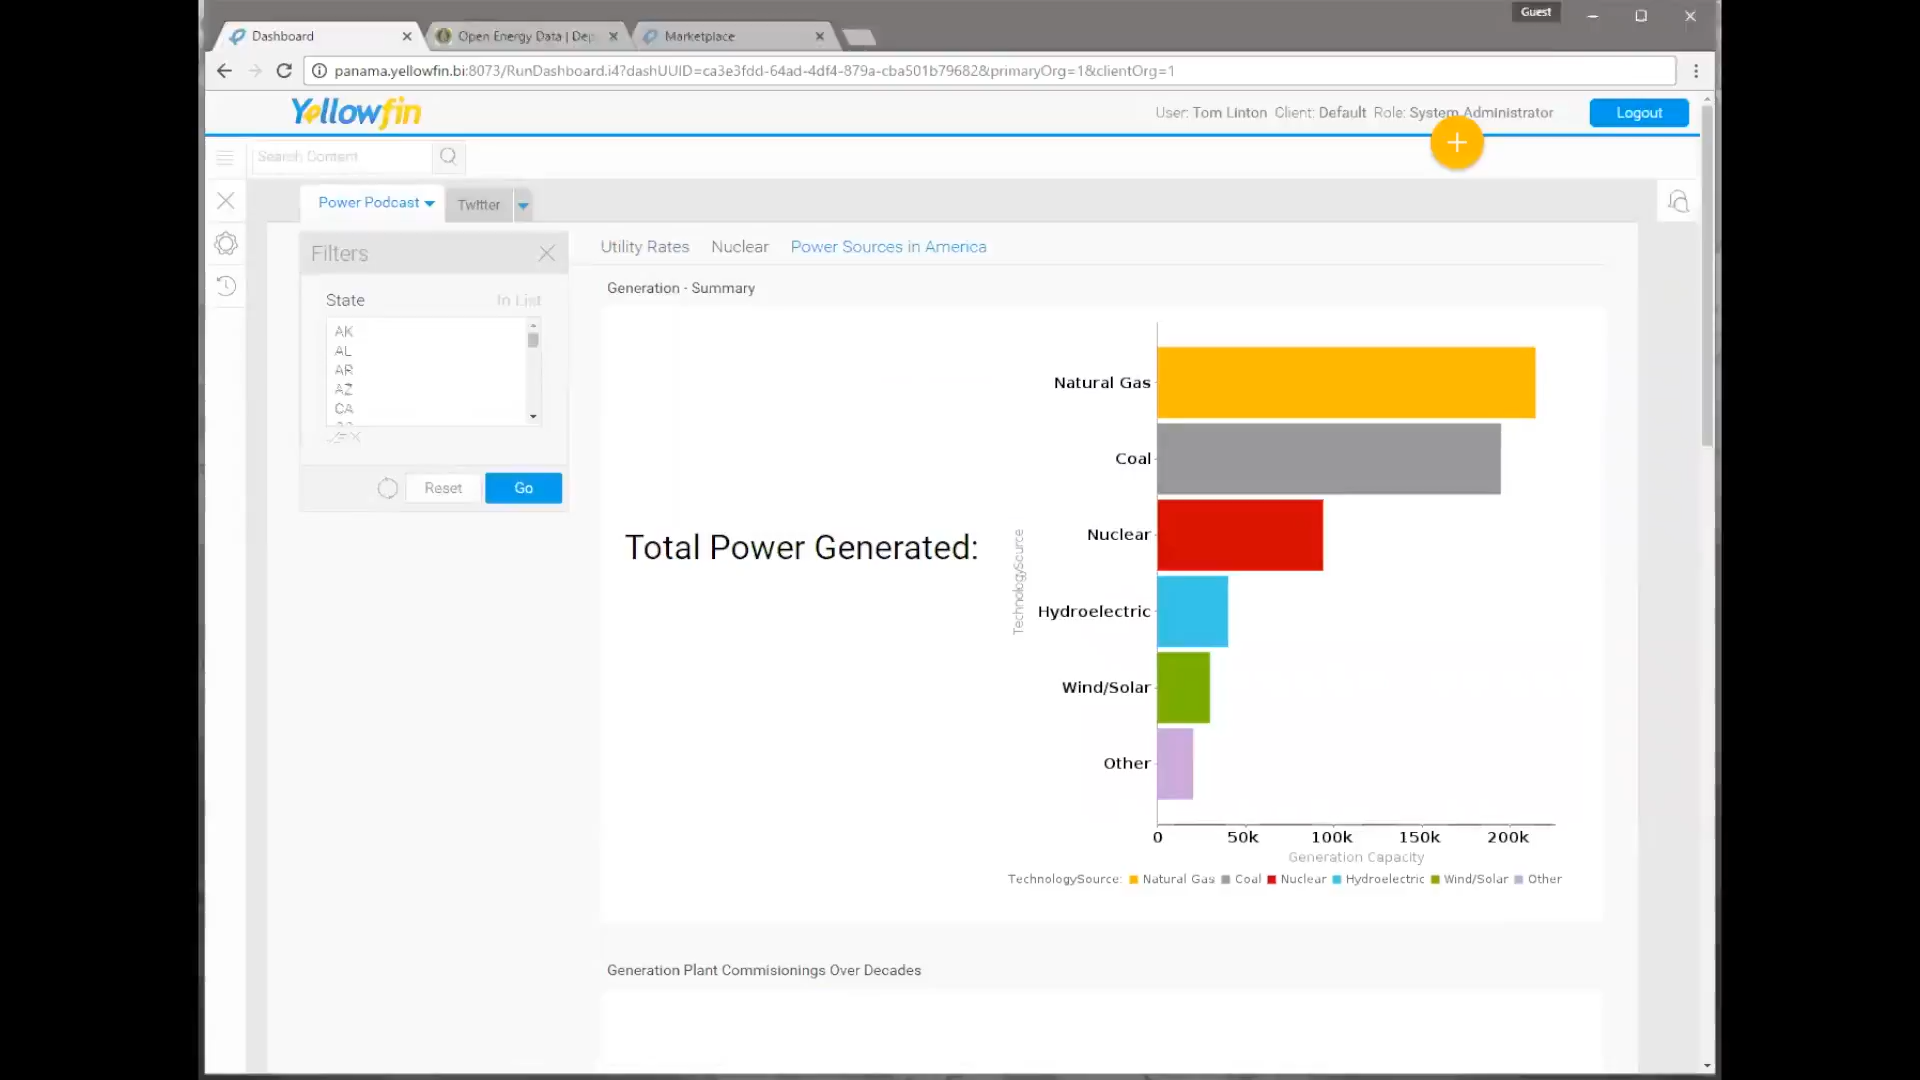 Guest
Dashboard
Open Energy Data | Dep
Marketplace
panama.yellowfin.bi:8073/RunDashboard.i4?dashUUID=ca3e3fdd-64ad-4df4-879a-cba501b79682&primaryOrg=1&clientOrg=1
Yellowfin
User: Tom Linton Client: Default Role: System Administrator
Logout
Search Content
Power Podcast
Twitter
Filters
Utility Rates Nuclear Power Sources in America
State In List
Generation - Summary
AK
AL
AR
AZ
CA
Reset Go
Total Power Generated:
TechnologySource
Natural Gas
Coal
Nuclear
Hydroelectric
Wind/Solar
Other
0 50k 100k 150k 200k
Generation Capacity
TechnologySource: Natural Gas Coal Nuclear Hydroelectric Wind/Solar Other
Generation Plant Commisionings Over Decades